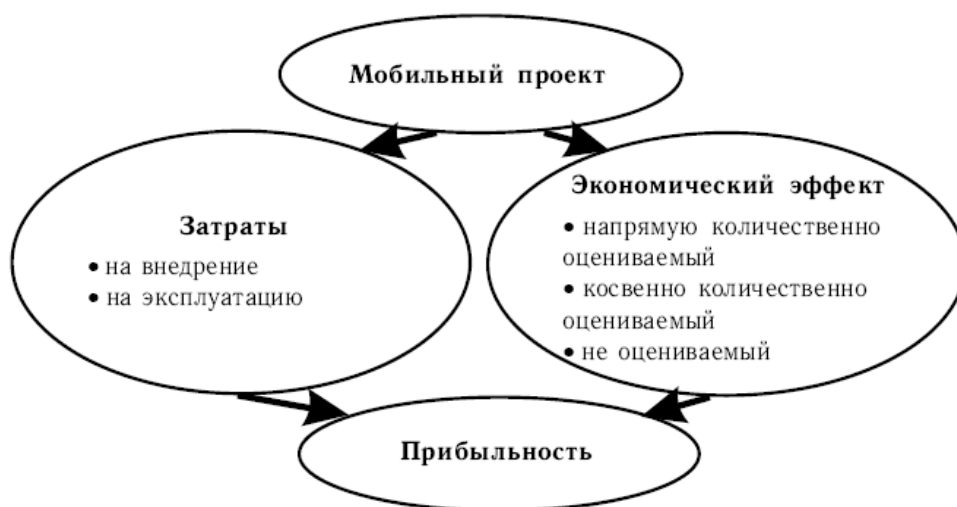 Мобильный проект
Затраты
• на внедрение
• на эксплуатацию
Экономический эффект
• напрямую количественно
оцениваемый
• косвенно количественно
оцениваемый
• не оцениваемый
Прибыльность